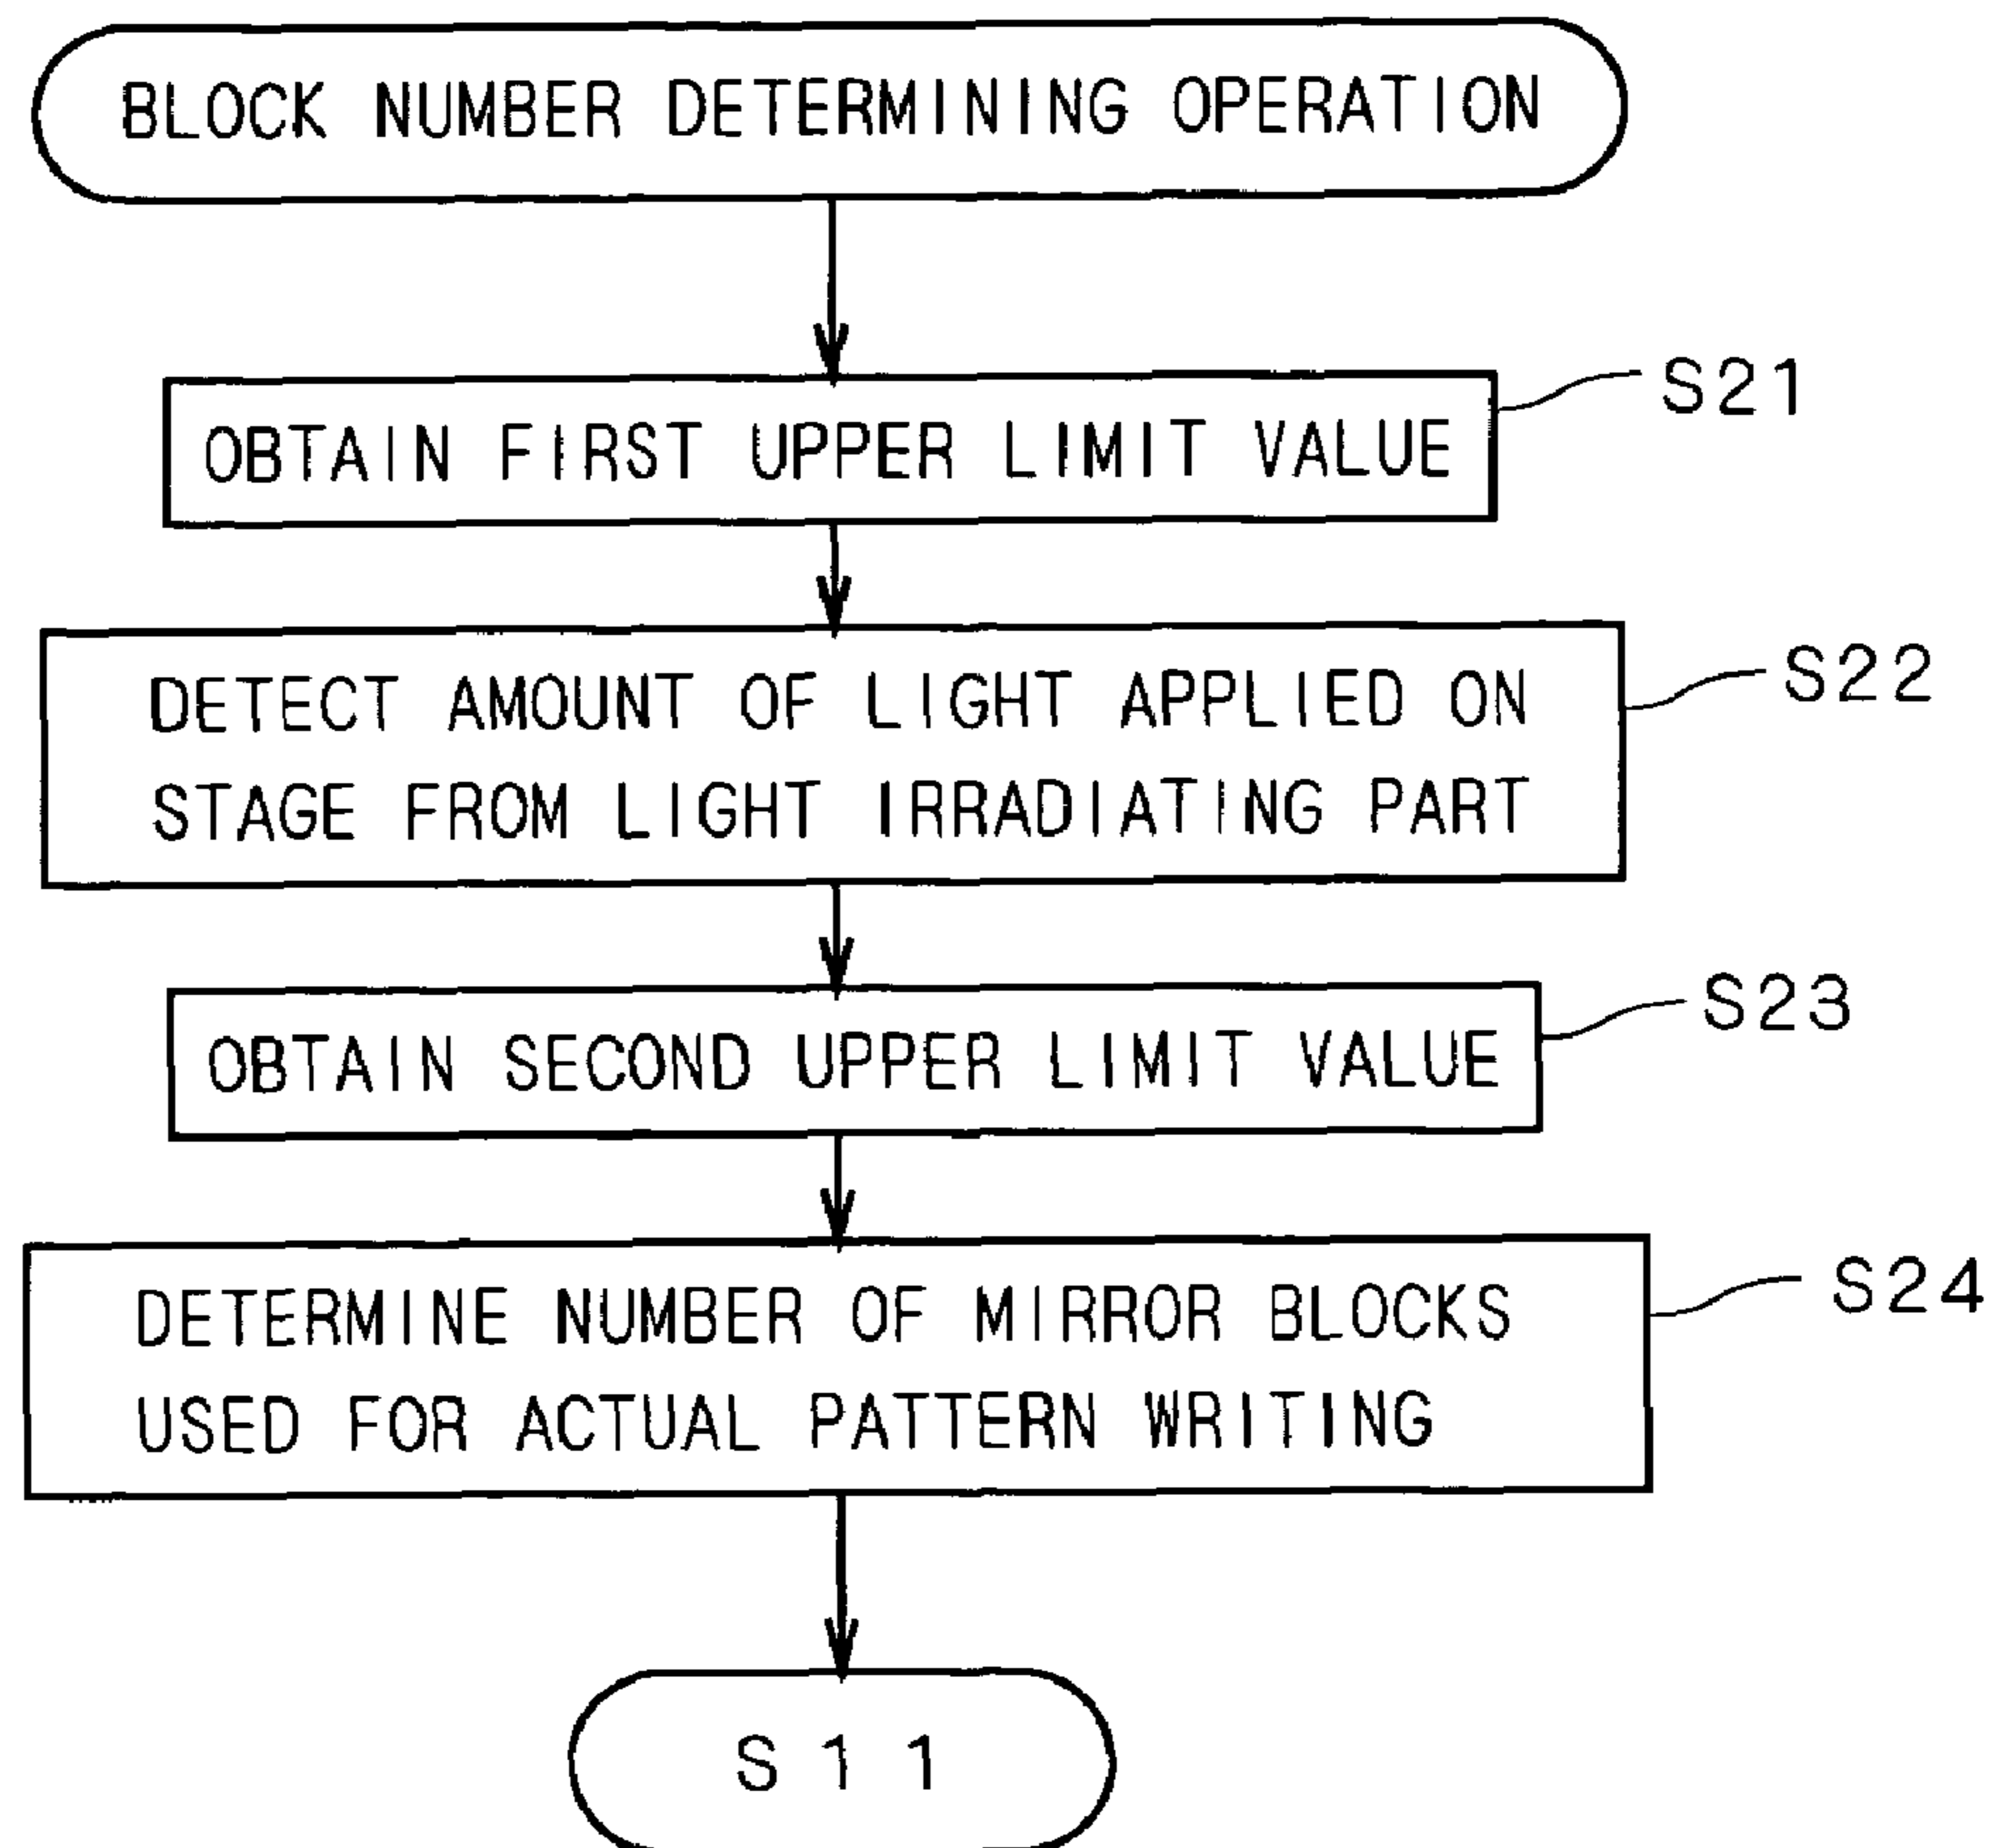 BLOCK NUMBER DETERMINING OPERATION
OBTAIN FIRST UPPER LIMIT VALUE
S21
DETECT AMOUNT OF LIGHT APPLIED ON
STAGE FROM LIGHT IRRADIATING PART
S22
OBTAIN SECOND UPPER LIMIT VALUE
S23
DETERMINE NUMBER OF MIRROR BLOCKS
USED FOR ACTUAL PATTERN WRITING
S24
S11